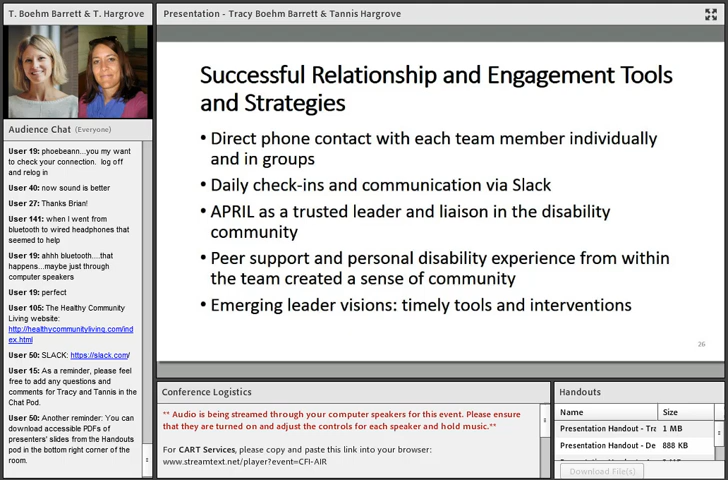 T. Boehm Barrett & T. Hargrove
Presentation - Tracy Boehm Barrett & Tannis Hargrove
Audience Chat (Everyone)
User 19: phoebeann...you my want
to check your connection. log off
and relog in
User 40: now sound is better
User 27: Thanks Brian!
User 141: when I went from
bluetooth to wired headphones that
seemed to help
User 19: ahhh bluetooth....that
happens...maybe just through
computer speakers
User 19: perfect
User 105: The Healthy Community
Living website:
http://healthycommunityliving.com/ind
ex.html
User 50: SLACK: https://slack.com/
User 15: As a reminder, please feel
free to add any questions and
comments for Tracy and Tannis in the
Chat Pod.
User 50: Another reminder: You can
download accessible PDFs of
presenters' slides from the Handouts
pod in the bottom right corner of the
room.
Successful Relationship and Engagement Tools
and Strategies
• Direct phone contact with each team member individually
and in groups
• Daily check-ins and communication via Slack
• APRIL as a trusted leader and liaison in the disability
community
• Peer support and personal disability experience from within
the team created a sense of community
• Emerging leader visions: timely tools and interventions
26
Conference Logistics
** Audio is being streamed through your computer speakers for this event. Please ensure
that they are turned on and adjust the controls for each speaker and hold music.**
For CART Services, please copy and paste this link into your browser:
www.streamtext.net/player?event=CFI-AIR
Handouts
Name Size
Presentation Handout - Tra 1 MB
Presentation Handout - De 888 KB
Download File(s)